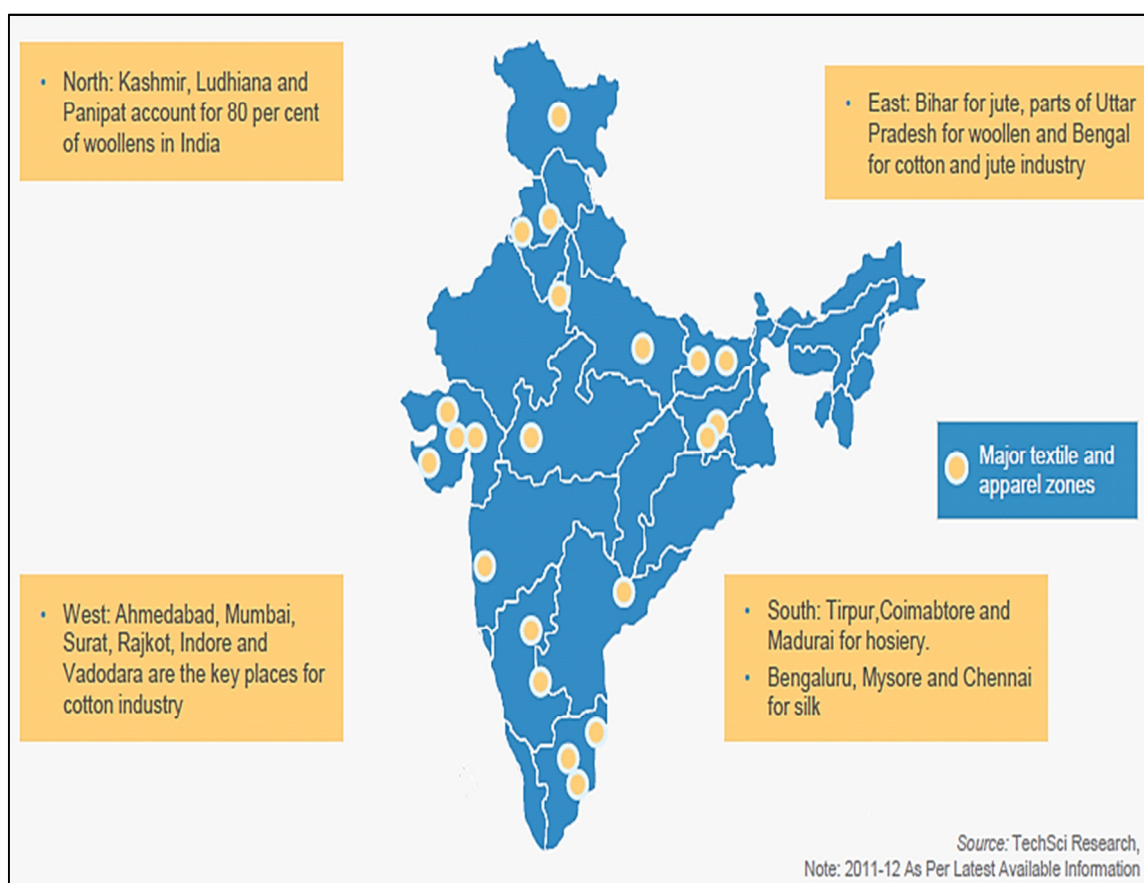 • North: Kashmir, Ludhiana and
Panipat account for 80 per cent
of woollens in India
• East: Bihar for jute, parts of Uttar
Pradesh for woollen and Bengal
for cotton and jute industry
Major textile and
apparel zones
• West: Ahmedabad, Mumbai,
Surat, Rajkot, Indore and
Vadodara are the key places for
cotton industry
• South: Tirpur,Coimabtore and
Madurai for hosiery.
• Bengaluru, Mysore and Chennai
for silk
Source: TechSci Research,
Note: 2011-12 As Per Latest Available Information